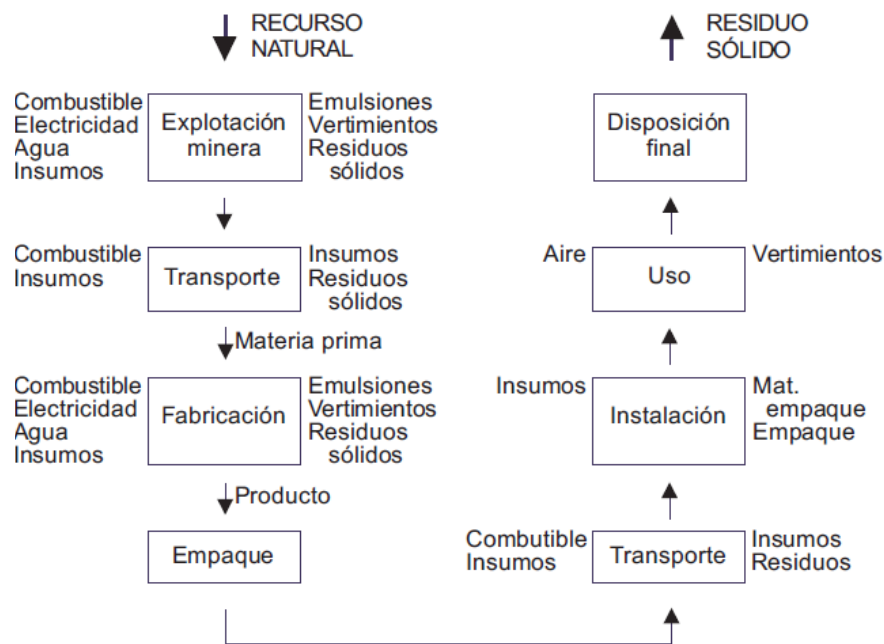 RECURSO
NATURAL
Combustible
Electricidad
Agua
Insumos
Explotación
minera
Emulsiones
Vertimientos
Residuos
sólidos
Combustible
Insumos
Transporte
Insumos
Residuos
sólidos
Materia prima
Combustible
Electricidad
Agua
Insumos
Fabricación
Emulsiones
Vertimientos
Residuos
sólidos
Producto
Empaque
RESIDUO
SÓLIDO
Disposición
final
Aire
Uso
Vertimientos
Insumos
Instalación
Mat.
empaque
Empaque
Combutible
Insumos
Transporte
Insumos
Residuos